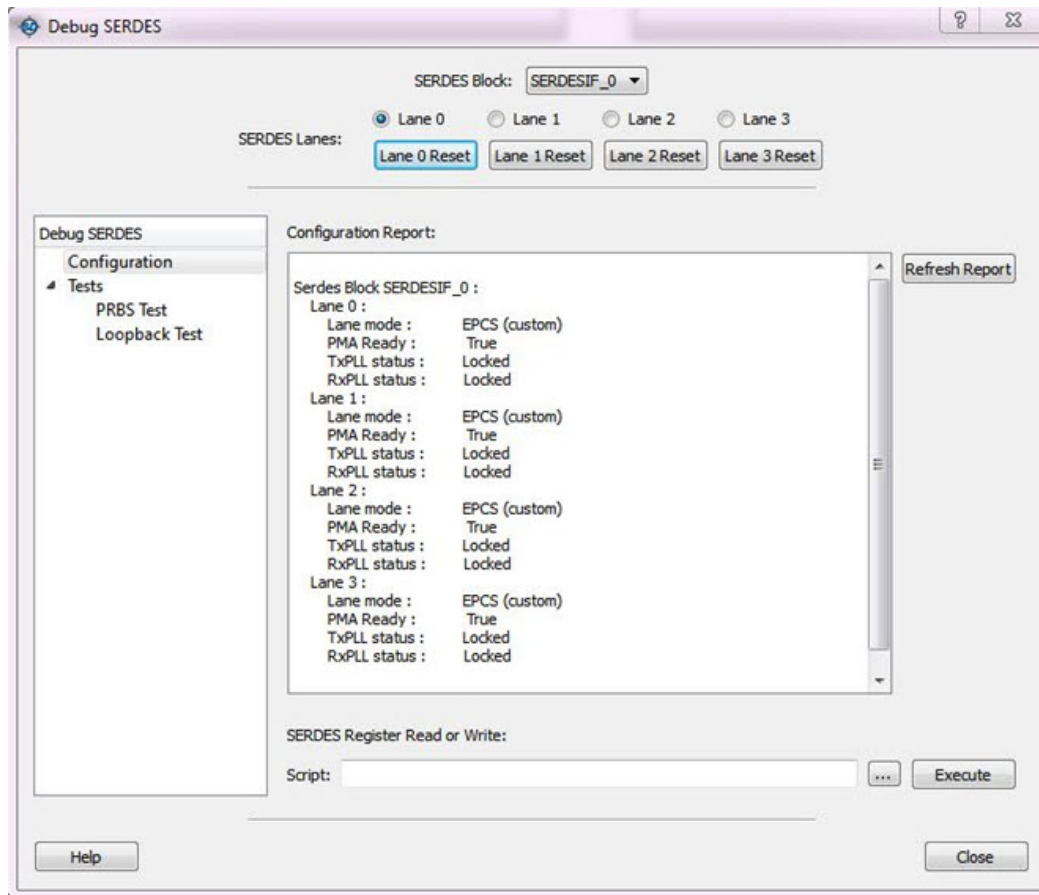 Debug SERDES
SERDES Block: SERDESIF_0
Lane 0 Lane 1 Lane 2 Lane 3
SERDES Lanes:
Lane 0 Reset Lane 1 Reset Lane 2 Reset Lane 3 Reset
Debug SERDES
Configuration
Tests
PRBS Test
Loopback Test
Configuration Report:
Refresh Report
Serdes Block SERDESIF_0 :
Lane 0 :
Lane mode : EPCS (custom)
PMA Ready : True
TxPLL status : Locked
RxPLL status : Locked
Lane 1 :
Lane mode : EPCS (custom)
PMA Ready : True
TxPLL status : Locked
RxPLL status : Locked
Lane 2 :
Lane mode : EPCS (custom)
PMA Ready : True
TxPLL status : Locked
RxPLL status : Locked
Lane 3 :
Lane mode : EPCS (custom)
PMA Ready : True
TxPLL status : Locked
RxPLL status : Locked
SERDES Register Read or Write:
Script: ... Execute
Help Close